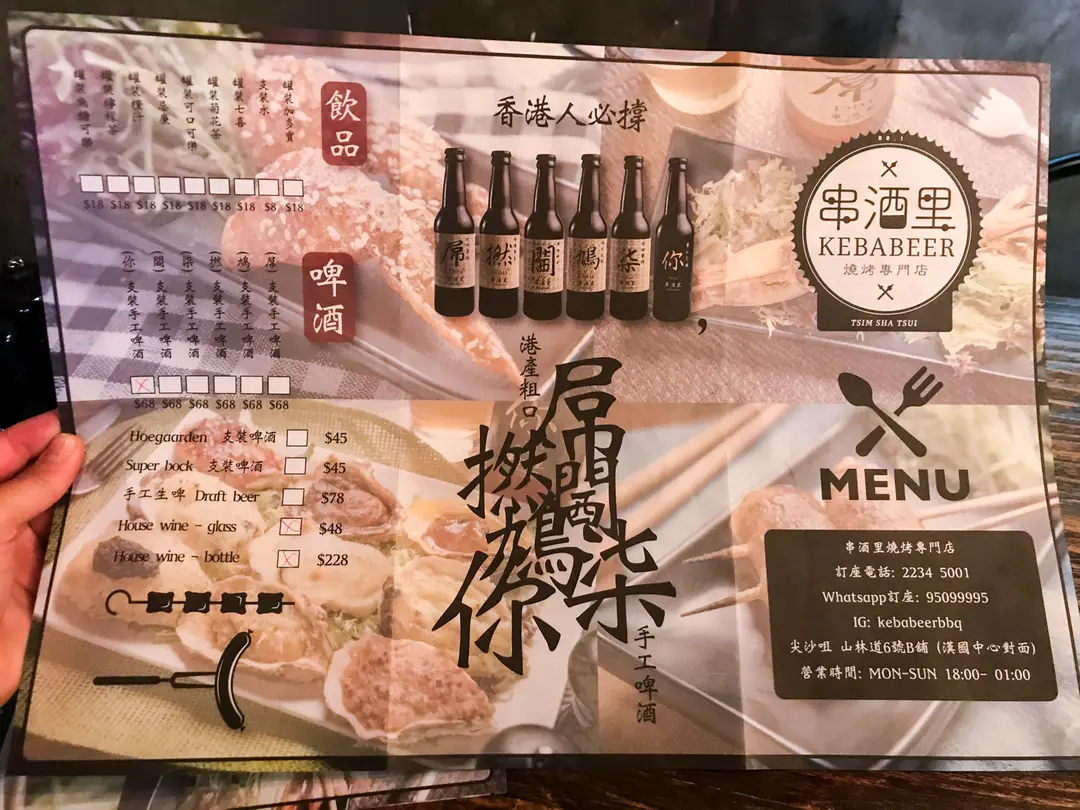 飲品
罐裝加多寶
支裝水
罐裝七喜
罐裝菊花茶
罐裝可口可樂
罐裝忌廉
罐裝橙汁
罐裝檸檬茶
罐裝無糖可樂
$18 $18 $18 $18 $18 $18 $18 $8 $18
啤酒
(屌) 支裝手工啤酒
(鳩) 支裝手工啤酒
(撚) 支裝手工啤酒
(柒) 支裝手工啤酒
(閪) 支裝手工啤酒
(你) 支裝手工啤酒
$68 $68 $68 $68 $68 $68
Hoegaarden 支裝啤酒 $45
Super bock 支裝啤酒 $45
手工生啤 Draft beer $78
House wine - glass $48
House wine - bottle $228
香港人必撐
屌 撚 閪 鳩 柒 你,
港產粗口
屌
撚閪
鳩柒
你
手工啤酒
串酒里
KEBABEER
燒烤專門店
TSIM SHA TSUI
MENU
串酒里燒烤專門店
訂座電話: 2234 5001
Whatsapp訂座: 95099995
IG: kebabeerbbq
尖沙咀 山林道6號B舖 (漢國中心對面)
營業時間: MON-SUN 18:00- 01:00